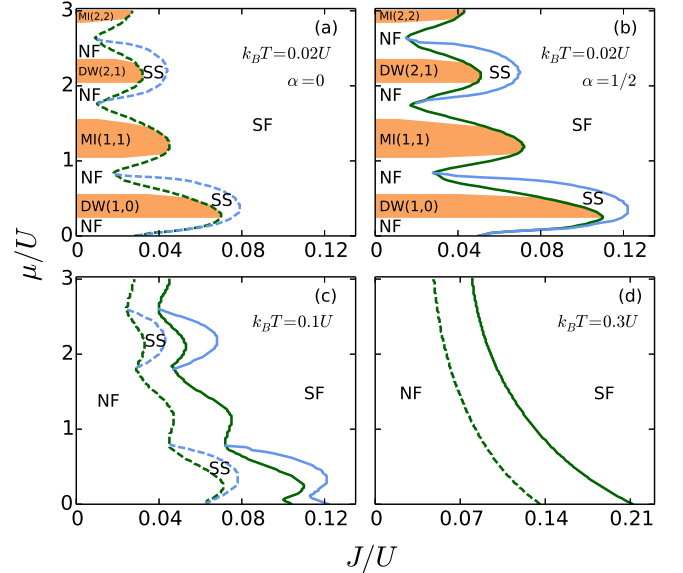 3
2
1
0
μ/U
MI(2,2)
NF
DW(2,1)
NF
MI(1,1)
NF
DW(1,0)
NF
SS
SS
SF
(a)
k_BT=0.02U
α=0
MI(2,2)
NF
DW(2,1)
NF
MI(1,1)
NF
DW(1,0)
NF
SS
SS
SF
(b)
k_BT=0.02U
α=1/2
0 0.04 0.08 0.12
0 0.04 0.08 0.12
3
2
1
0
(c)
k_BT=0.1U
SS
NF
SF
SS
(d)
k_BT=0.3U
NF
SF
0 0.04 0.08 0.12
0 0.07 0.14 0.21
J/U